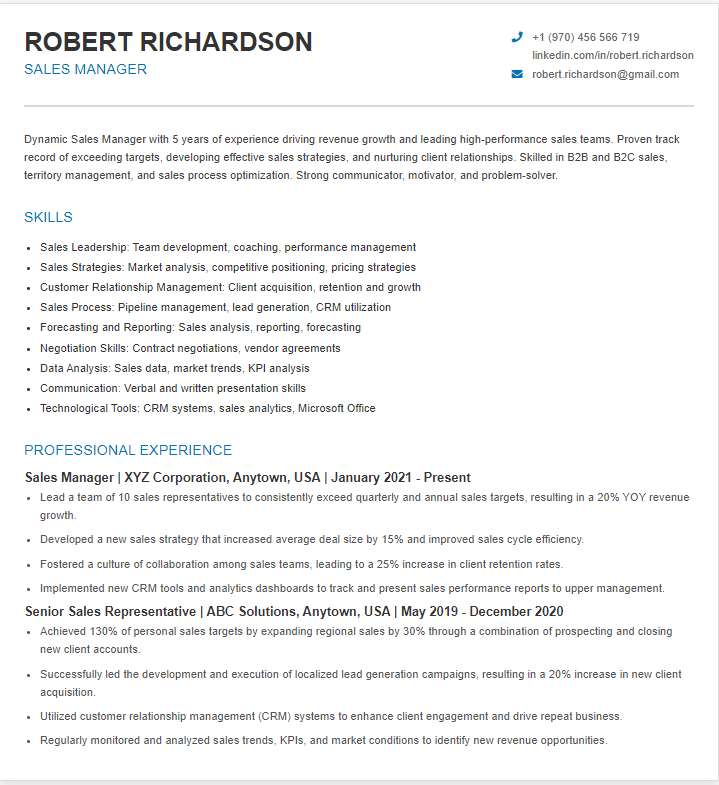 ROBERT RICHARDSON
SALES MANAGER
+1 (970) 456 566 719
linkedin.com/in/robert.richardson
robert.richardson@gmail.com
Dynamic Sales Manager with 5 years of experience driving revenue growth and leading high-performance sales teams. Proven track
record of exceeding targets, developing effective sales strategies, and nurturing client relationships. Skilled in B2B and B2C sales,
territory management, and sales process optimization. Strong communicator, motivator, and problem-solver.
SKILLS
• Sales Leadership: Team development, coaching, performance management
• Sales Strategies: Market analysis, competitive positioning, pricing strategies
• Customer Relationship Management: Client acquisition, retention and growth
• Sales Process: Pipeline management, lead generation, CRM utilization
• Forecasting and Reporting: Sales analysis, reporting, forecasting
• Negotiation Skills: Contract negotiations, vendor agreements
• Data Analysis: Sales data, market trends, KPI analysis
• Communication: Verbal and written presentation skills
• Technological Tools: CRM systems, sales analytics, Microsoft Office
PROFESSIONAL EXPERIENCE
Sales Manager | XYZ Corporation, Anytown, USA | January 2021 - Present
• Lead a team of 10 sales representatives to consistently exceed quarterly and annual sales targets, resulting in a 20% YOY revenue
growth.
• Developed a new sales strategy that increased average deal size by 15% and improved sales cycle efficiency.
• Fostered a culture of collaboration among sales teams, leading to a 25% increase in client retention rates.
• Implemented new CRM tools and analytics dashboards to track and present sales performance reports to upper management.
Senior Sales Representative | ABC Solutions, Anytown, USA | May 2019 - December 2020
• Achieved 130% of personal sales targets by expanding regional sales by 30% through a combination of prospecting and closing
new client accounts.
• Successfully led the development and execution of localized lead generation campaigns, resulting in a 20% increase in new client
acquisition.
• Utilized customer relationship management (CRM) systems to enhance client engagement and drive repeat business.
• Regularly monitored and analyzed sales trends, KPIs, and market conditions to identify new revenue opportunities.